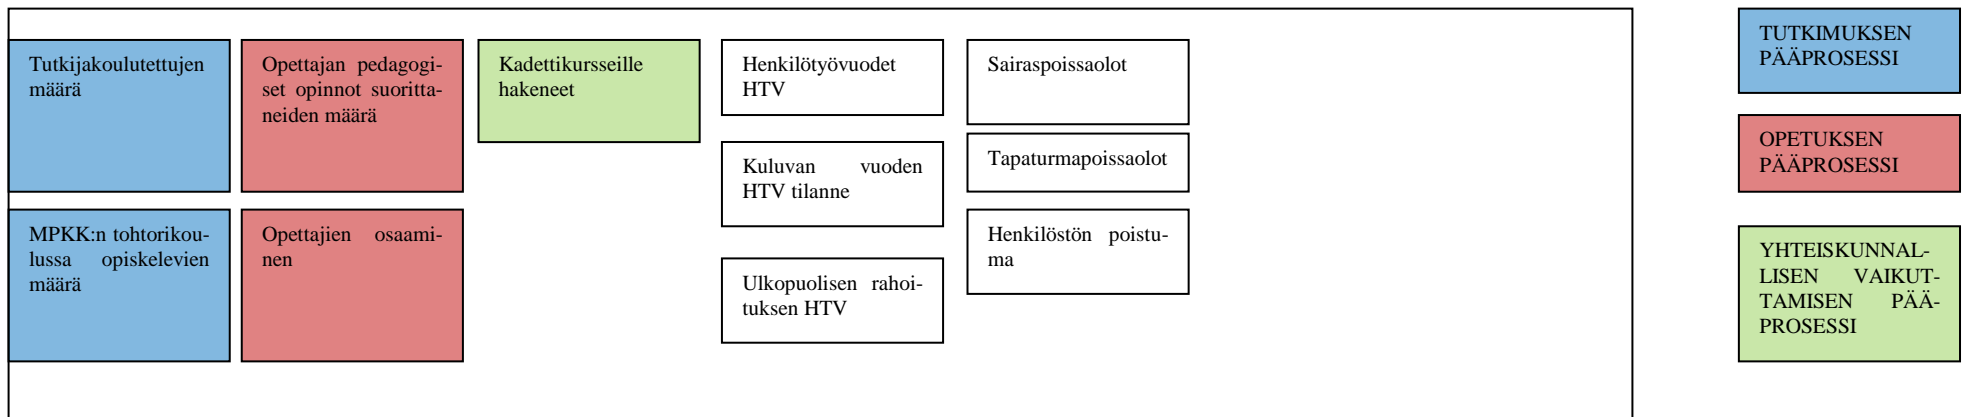 Tutkijakoulutettujen
määrä
Opettajan pedagogi-
set opinnot suoritta-
neiden määrä
Kadettikursseille
hakeneet
Henkilötyövuodet
HTV
Sairaspoissaolot
Kuluvan vuoden
HTV tilanne
Tapaturmapoissaolot
MPKK:n tohtorikou-
lussa opiskelevien
määrä
Opettajien osaami-
nen
Ulkopuolisen rahoi-
tuksen HTV
Henkilöstön poistu-
ma
TUTKIMUKSEN
PÄÄPROSESSI
OPETUKSEN
PÄÄPROSESSI
YHTEISKUNNAL-
LISEN VAIKUT-
TAMISEN PÄÄ-
PROSESSI